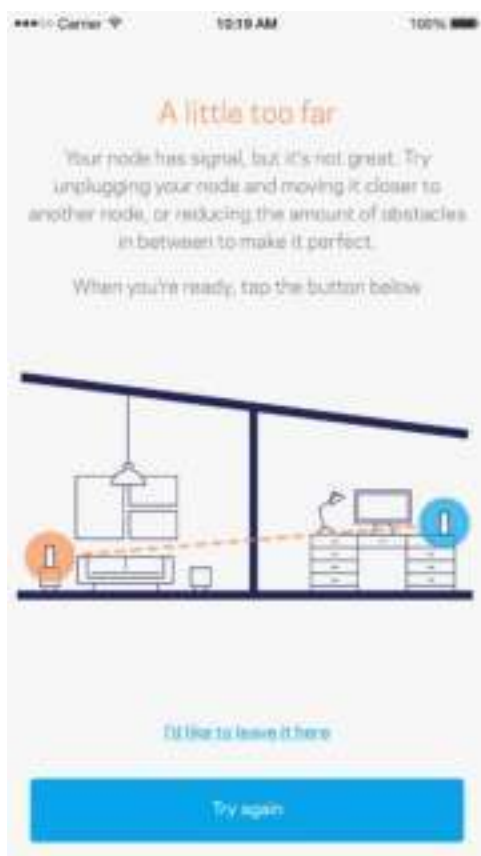 Carrier 10:19 AM 100%
A little too far
Your node has signal, but it's not great. Try
unplugging your node and moving it closer to
another node, or reducing the amount of obstacles
in between to make it perfect.
When you're ready, tap the button below
I'd like to leave it here
Try again